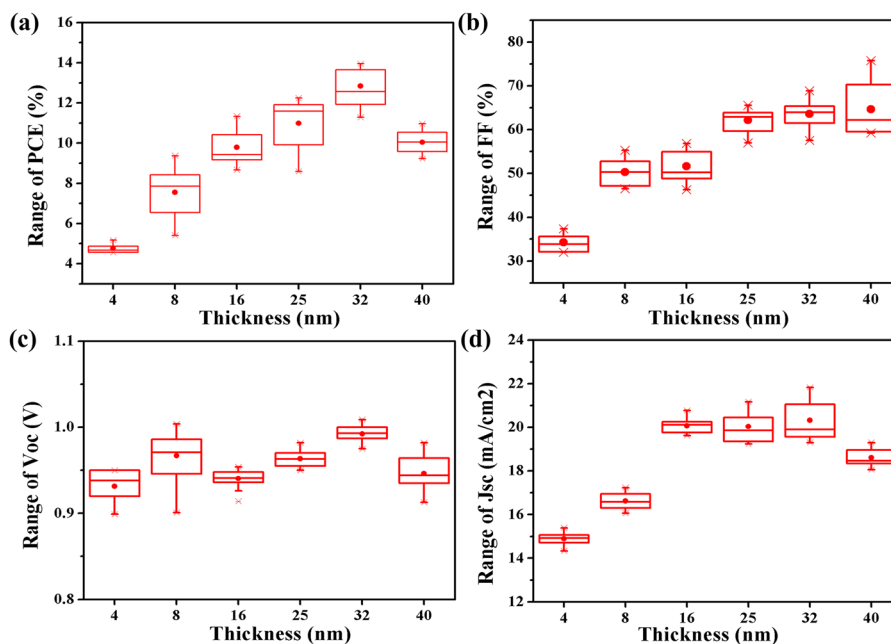 (a)
Range of PCE (%)
16
14
12
10
8
6
4
4 8 16 25 32 40
Thickness (nm)
(b)
Range of FF (%)
85
80
70
60
50
40
30
4 8 16 25 32 40
Thickness (nm)
(c)
Range of Voc (V)
1.1
1.0
0.9
0.8
4 8 16 25 32 40
Thickness (nm)
(d)
Range of Jsc (mA/cm2)
24
22
20
18
16
14
12
4 8 16 25 32 40
Thickness (nm)